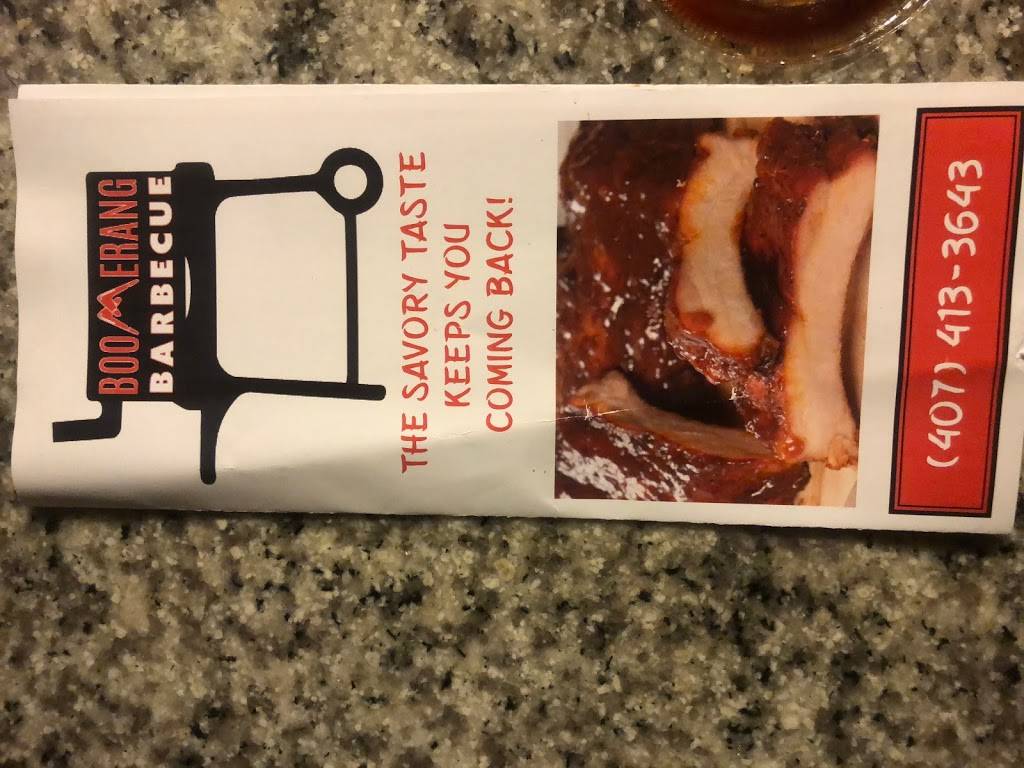 BOOMERANG
BARBECUE
THE SAVORY TASTE
KEEPS YOU
COMING BACK!
(407) 413-3643